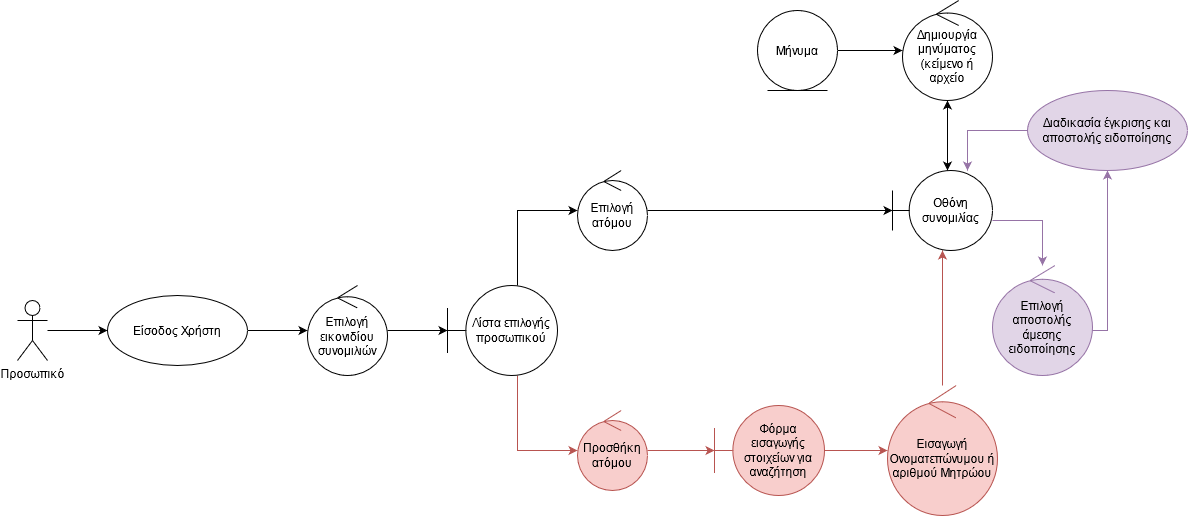 Μήνυμα
Δημιουργία
μηνύματος
(κείμενο ή
αρχείο
Διαδικασία έγκρισης και
αποστολής ειδοποίησης
Επιλογή
ατόμου
Οθόνη
συνομιλίας
Προσωπικό
Είσοδος Χρήστη
Επιλογή
εικονιδίου
συνομιλιών
Λίστα επιλογής
προσωπικού
Επιλογή
αποστολής
άμεσης
ειδοποίησης
Προσθήκη
ατόμου
Φόρμα
εισαγωγής
στοιχείων για
αναζήτηση
Εισαγωγή
Ονοματεπώνυμου ή
αριθμού Μητρώου